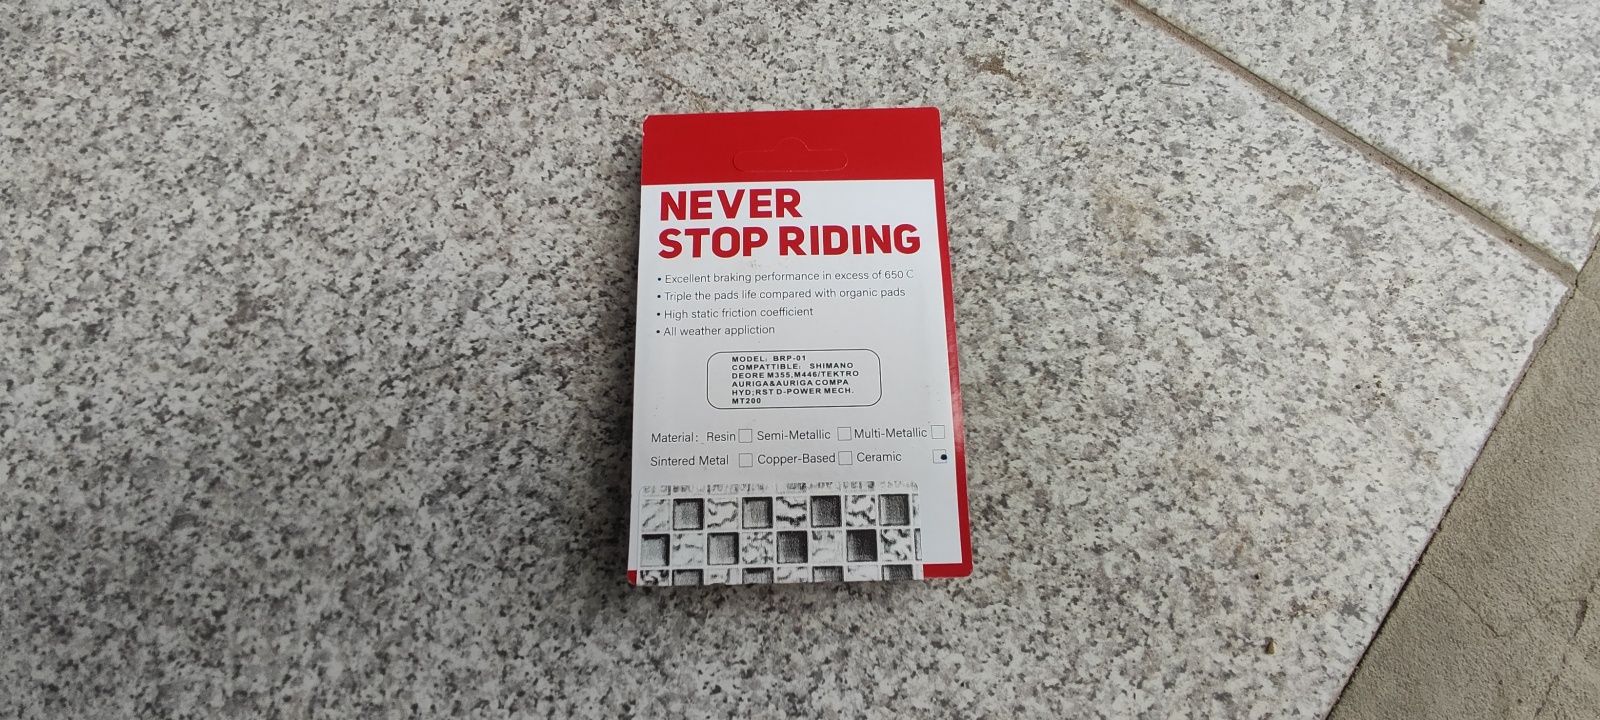 NEVER
STOP RIDING
• Excellent braking performance in excess of 650 C
• Triple the pads life compared with organic pads
• High static friction coefficient
• All weather appliction
MODEL: BRP-01
COMPATTIBLE: SHIMANO
DEORE M355,M446/TEKTRO
AURIGA&AURIGA COMPA
HYD;RST D-POWER MECH.
MT200
Material: Resin Semi-Metallic Multi-Metallic
Sintered Metal Copper-Based Ceramic